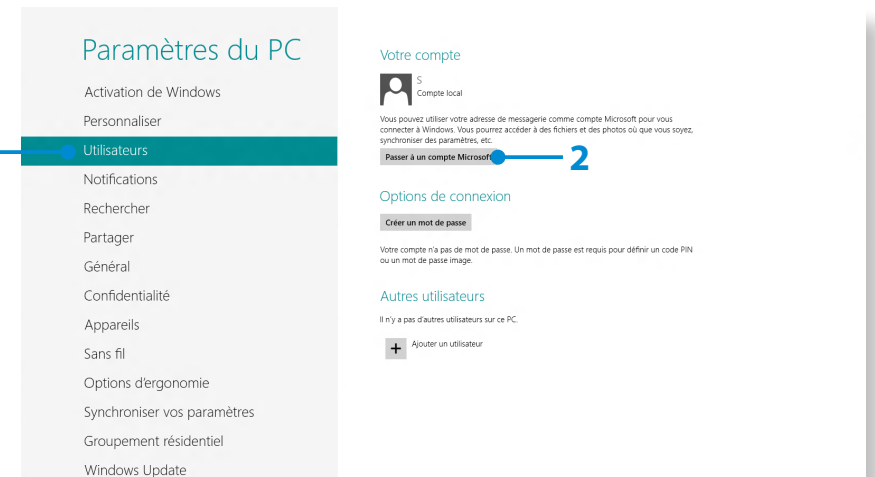 Paramètres du PC
Activation de Windows
Personnaliser
Utilisateurs
Notifications
Rechercher
Partager
Général
Confidentialité
Appareils
Sans fil
Options d'ergonomie
Synchroniser vos paramètres
Groupement résidentiel
Windows Update
Votre compte
S
Compte local
Vous pouvez utiliser votre adresse de messagerie comme compte Microsoft pour vous
connecter à Windows. Vous pourrez accéder à des fichiers et des photos où que vous soyez,
synchroniser des paramètres, etc.
Passer à un compte Microsoft
2
Options de connexion
Créer un mot de passe
Votre compte n'a pas de mot de passe. Un mot de passe est requis pour définir un code PIN
ou un mot de passe image.
Autres utilisateurs
Il n'y a pas d'autres utilisateurs sur ce PC.
+ Ajouter un utilisateur